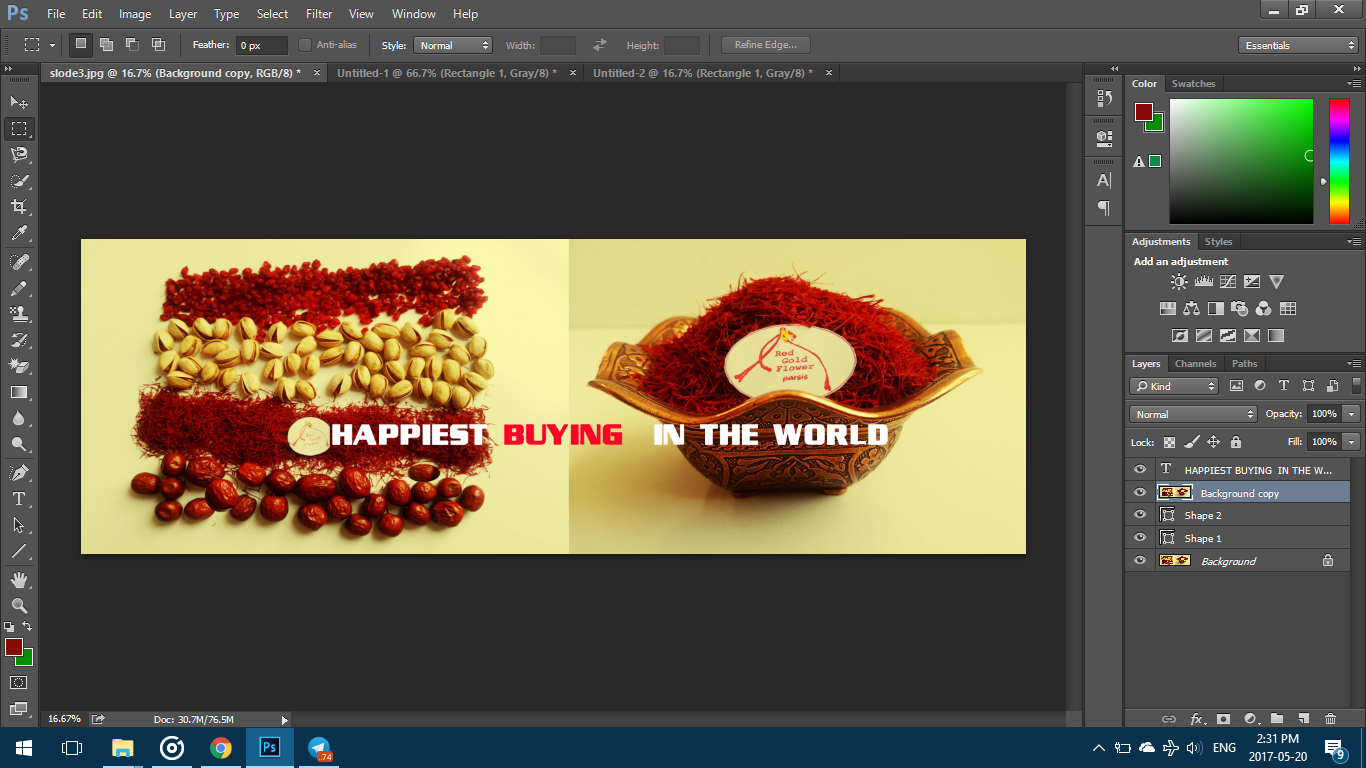 Ps File Edit Image Layer Type Select Filter View Window Help
Feather: 0 px Anti-alias Style: Normal Width: Height: Refine Edge... Essentials
slode3.jpg @ 16.7% (Background copy, RGB/8) * × Untitled-1 @ 66.7% (Rectangle 1, Gray/8) * × Untitled-2 @ 16.7% (Rectangle 1, Gray/8) * ×
Color Swatches
Adjustments Styles
Add an adjustment
Red
Gold
Flower
parsis
HAPPIEST BUYING IN THE WORLD
Layers Channels Paths
Kind
Normal Opacity: 100%
Lock: Fill: 100%
HAPPIEST BUYING IN THE W...
Background copy
Shape 2
Shape 1
Background
16.67% Doc: 30.7M/76.5M
Ps .74 ENG 2:31 PM
2017-05-20 9